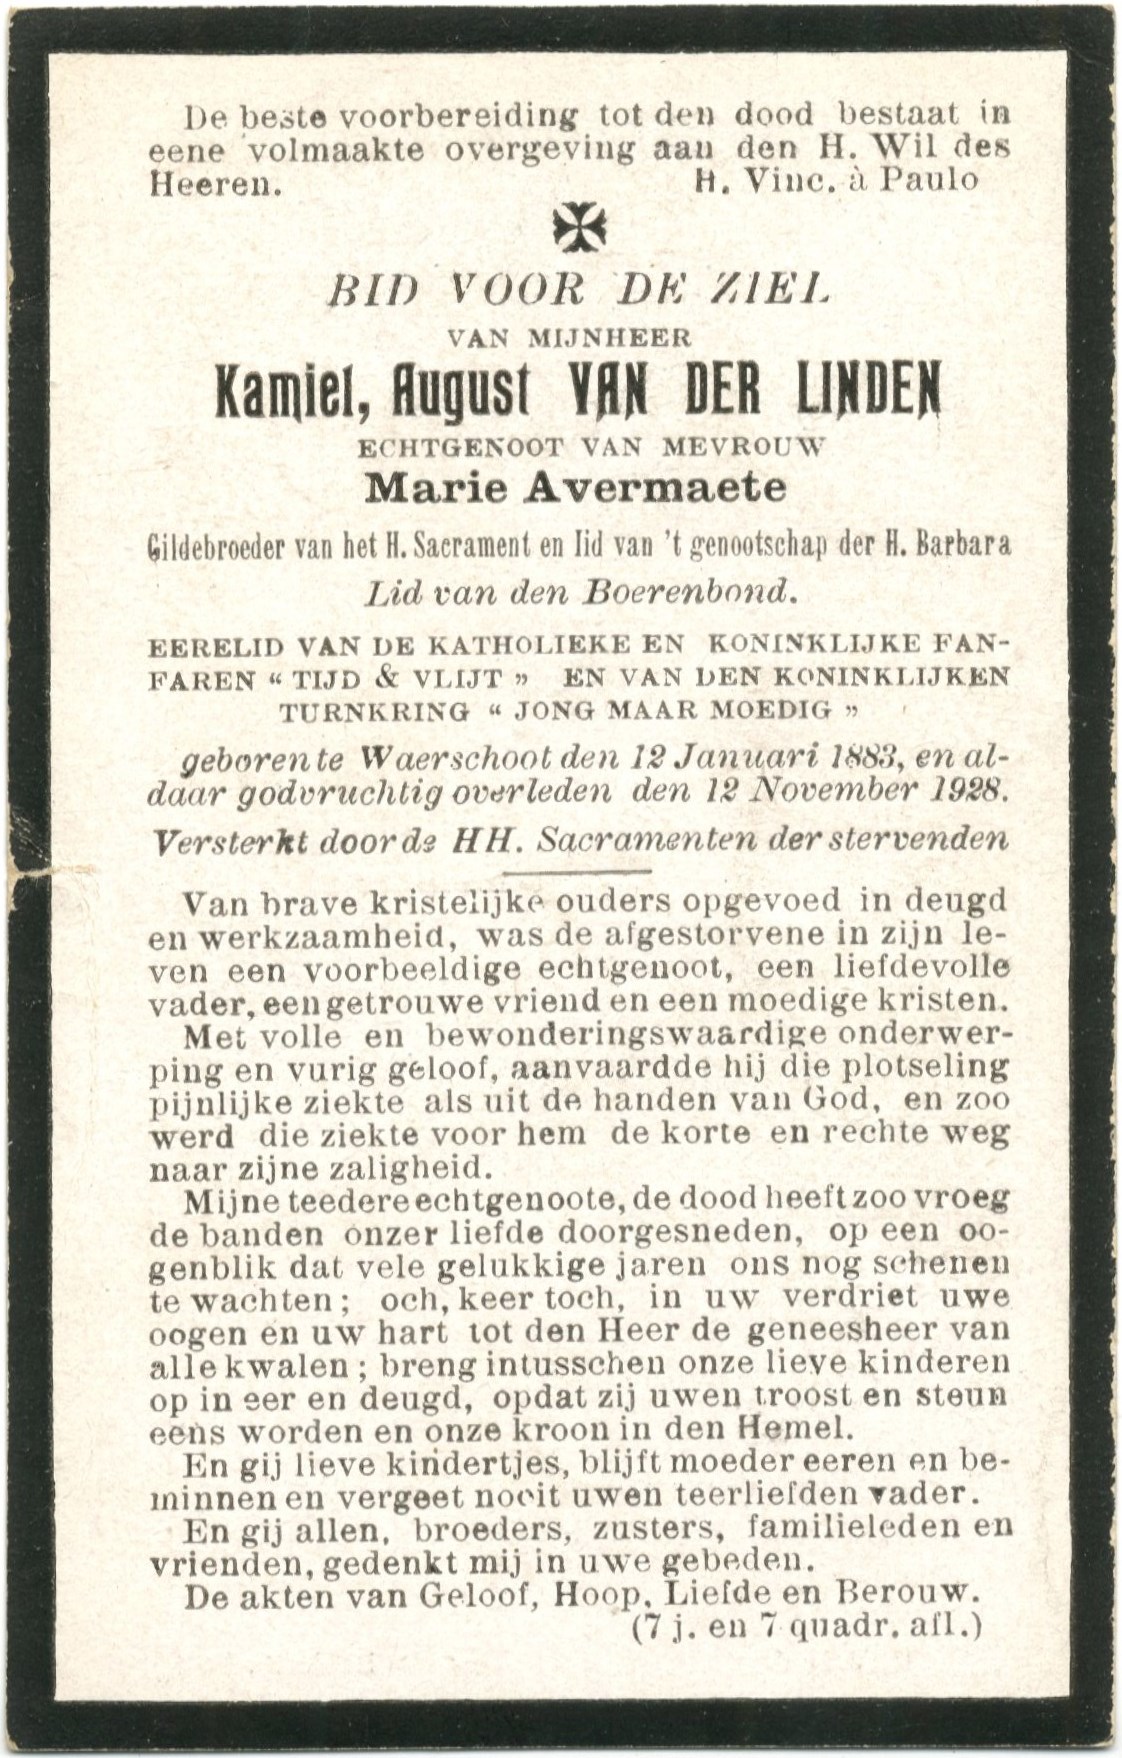 De beste voorbereiding tot den dood bestaat in
eene volmaakte overgeving aan den H. Wil des
Heeren. H. Vinc. à Paulo
BID VOOR DE ZIEL
VAN MIJNHEER
Kamiel, August VAN DER LINDEN
ECHTGENOOT VAN MEVROUW
Marie Avermaete
Gildebroeder van het H. Sacrament en lid van 't genootschap der H. Barbara
Lid van den Boerenbond.
EERELID VAN DE KATHOLIEKE EN KONINKLIJKE FAN-
FAREN “ TIJD & VLIJT „ EN VAN DEN KONINKLIJKEN
TURNKRING “ JONG MAAR MOEDIG „
geboren te Waerschoot den 12 Januari 1883, en al-
daar godvruchtig overleden den 12 November 1928.
Versterkt door de HH. Sacramenten der stervenden
Van brave kristelijke ouders opgevoed in deugd
en werkzaamheid, was de afgestorvene in zijn le-
ven een voorbeeldige echtgenoot, een liefdevolle
vader, een getrouwe vriend en een moedige kristen.
Met volle en bewonderingswaardige onderwer-
ping en vurig geloof, aanvaardde hij die plotseling
pijnlijke ziekte als uit de handen van God, en zoo
werd die ziekte voor hem de korte en rechte weg
naar zijne zaligheid.
Mijne teedere echtgenoote, de dood heeft zoo vroeg
de banden onzer liefde doorgesneden, op een oo-
genblik dat vele gelukkige jaren ons nog schenen
te wachten ; och, keer toch, in uw verdriet uwe
oogen en uw hart tot den Heer de geneesheer van
alle kwalen ; breng intusschen onze lieve kinderen
op in eer en deugd, opdat zij uwen troost en steun
eens worden en onze kroon in den Hemel.
En gij lieve kindertjes, blijft moeder eeren en be-
minnen en vergeet nooit uwen teerliefden vader.
En gij allen, broeders, zusters, familieleden en
vrienden, gedenkt mij in uwe gebeden.
De akten van Geloof, Hoop, Liefde en Berouw.
(7 j. en 7 quadr. afl.)